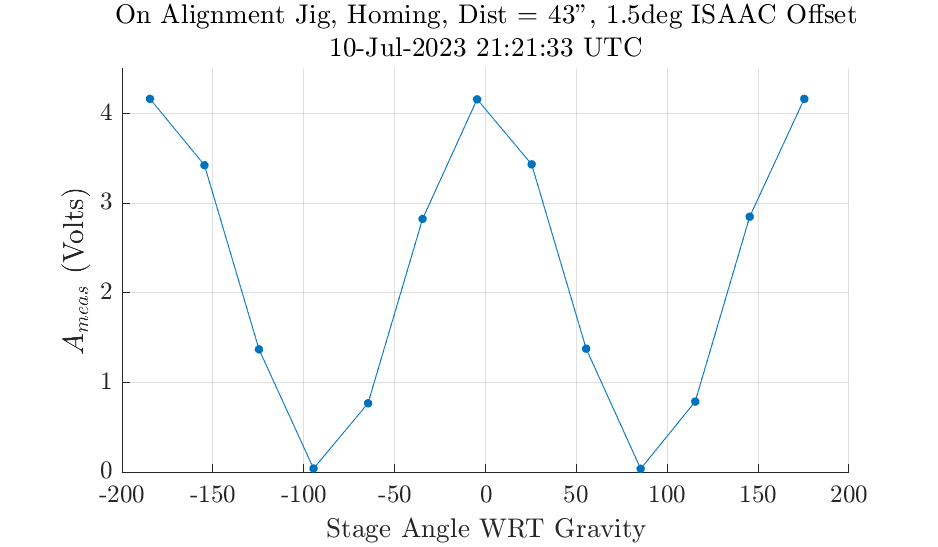 On Alignment Jig, Homing, Dist = 43”, 1.5deg ISAAC Offset
10-Jul-2023 21:21:33 UTC
A_meas (Volts)
4
3
2
1
0
-200 -150 -100 -50 0 50 100 150 200
Stage Angle WRT Gravity